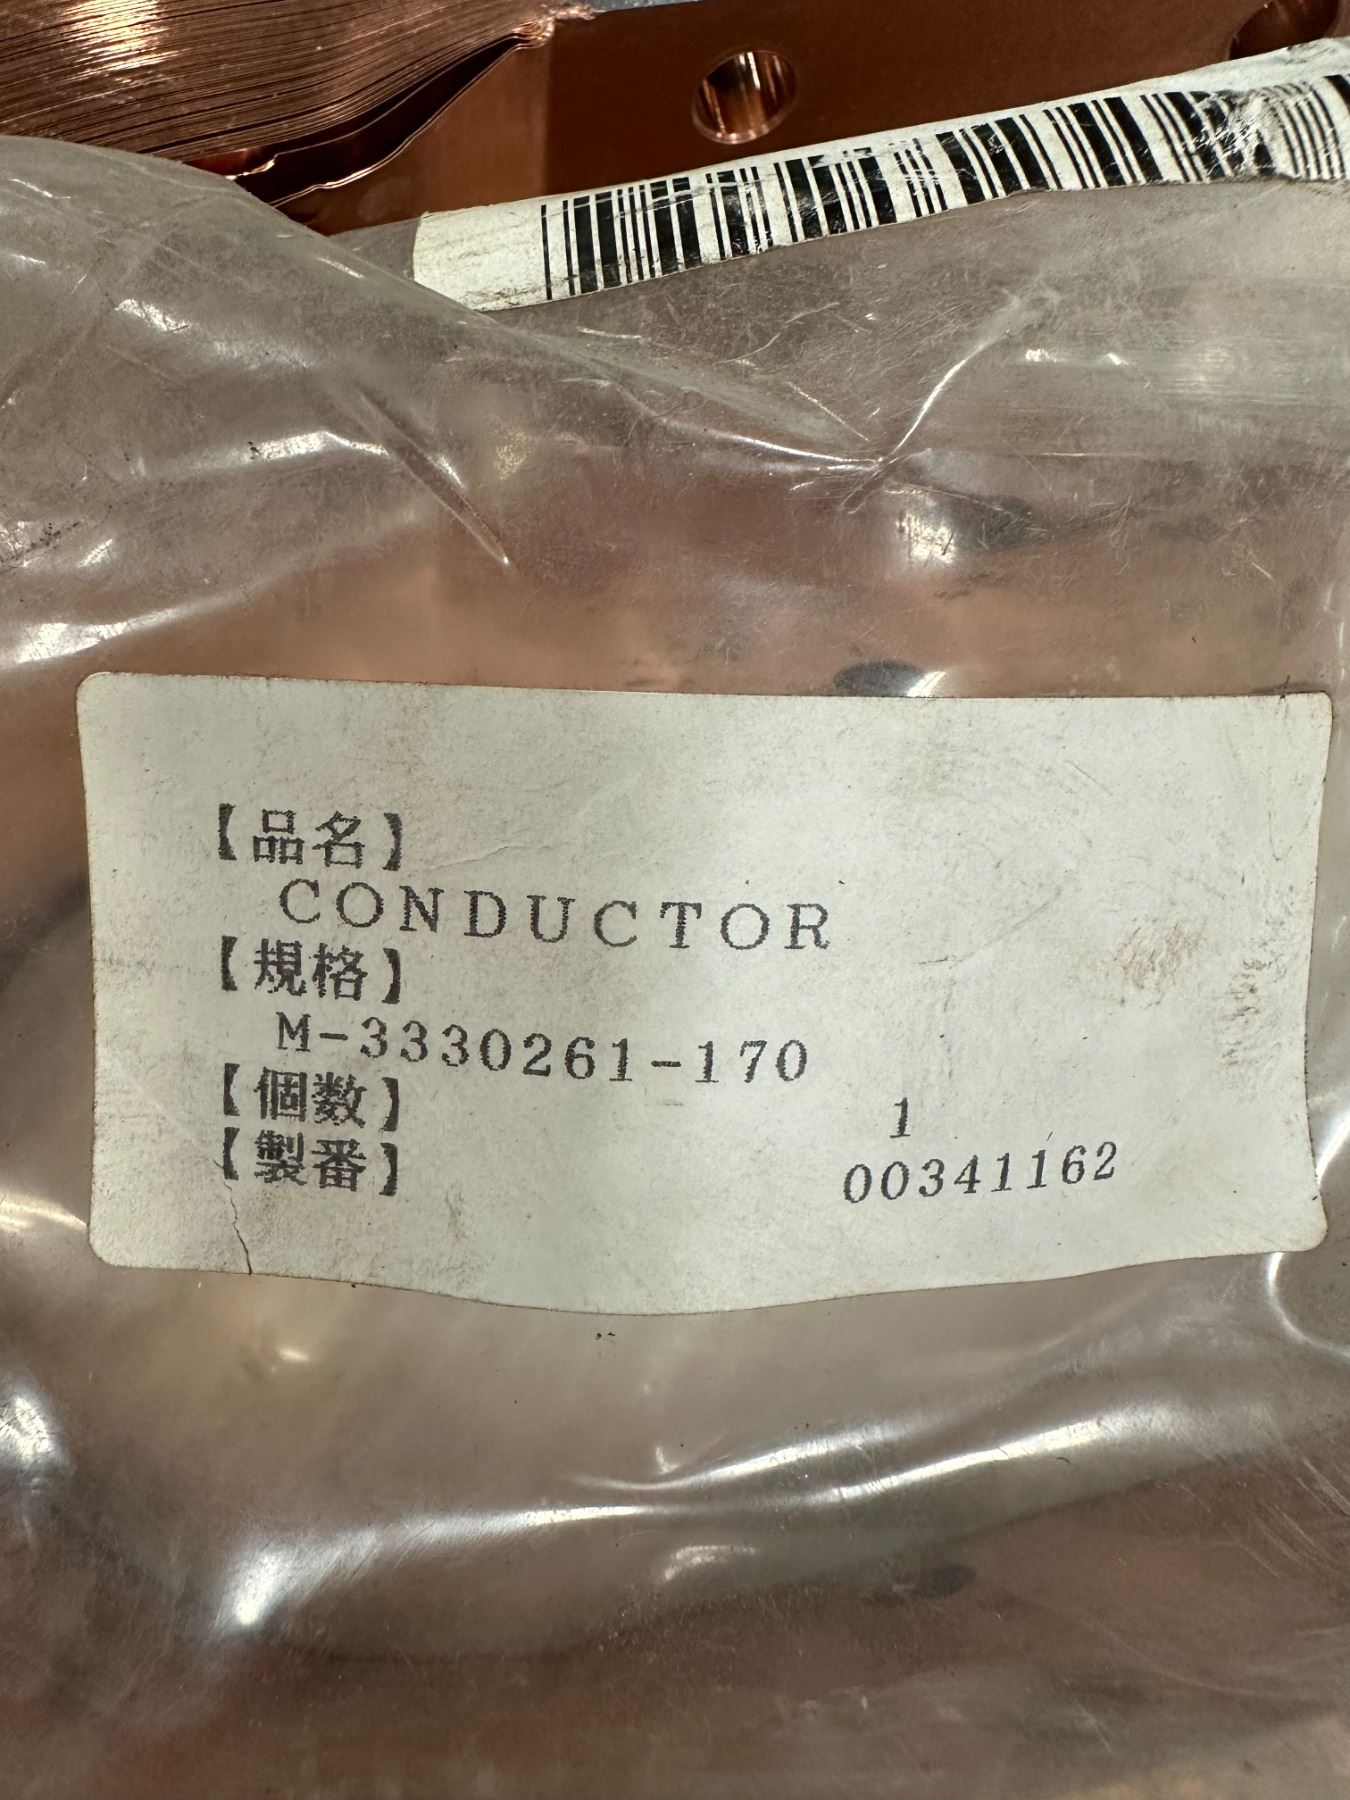 【品名】
CONDUCTOR
【規格】
M-3330261-170
【個数】 1
【製番】 00341162